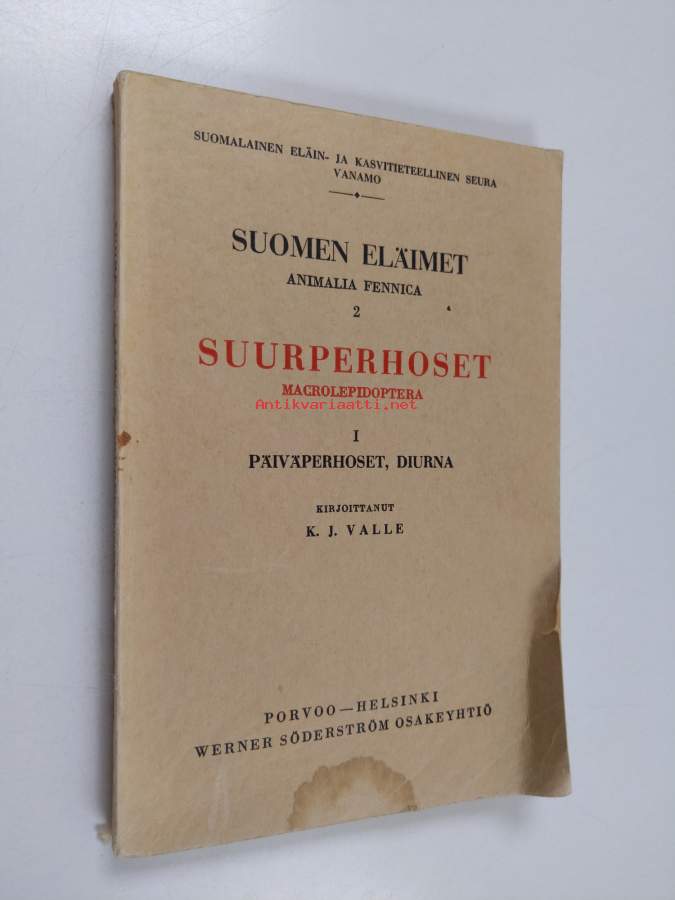 SUOMALAINEN ELÄIN- JA KASVITIETEELLINEN SEURA
VANAMO
SUOMEN ELÄIMET
ANIMALIA FENNICA
2
SUURPERHOSET
MACROLEPIDOPTERA
Antikvariaatti.net
I
PÄIVÄPERHOSET, DIURNA
KIRJOITTANUT
K. J. VALLE
PORVOO — HELSINKI
WERNER SÖDERSTRÖM OSAKEYHTIÖ